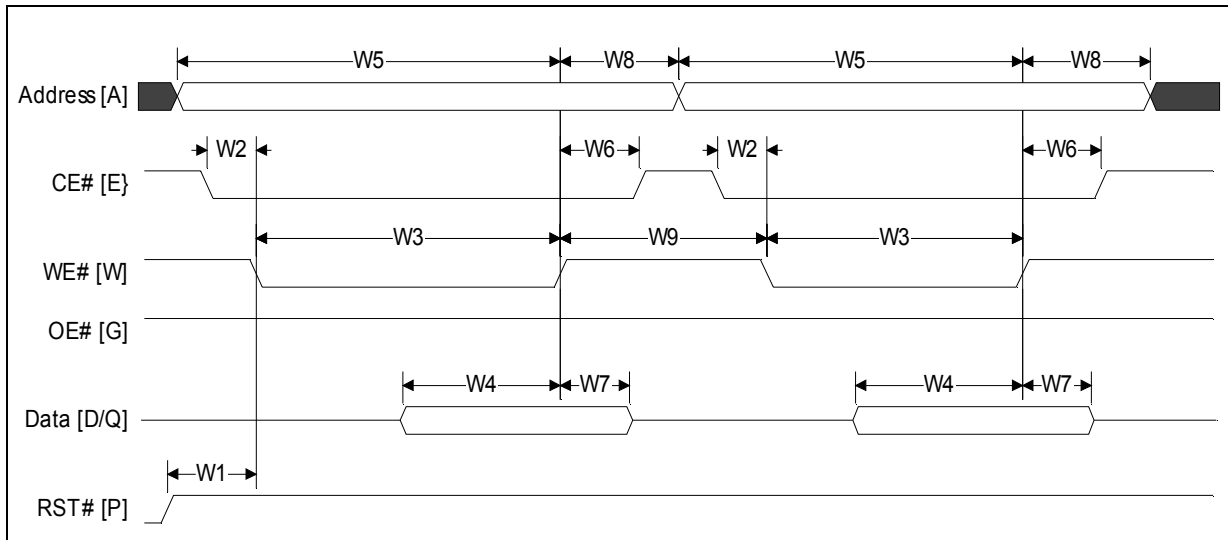 W5 W8 W5 W8
Address [A]
W2 W6 W2 W6
CE# [E}
W3 W9 W3
WE# [W]
OE# [G]
W4 W7 W4 W7
Data [D/Q]
W1
RST# [P]